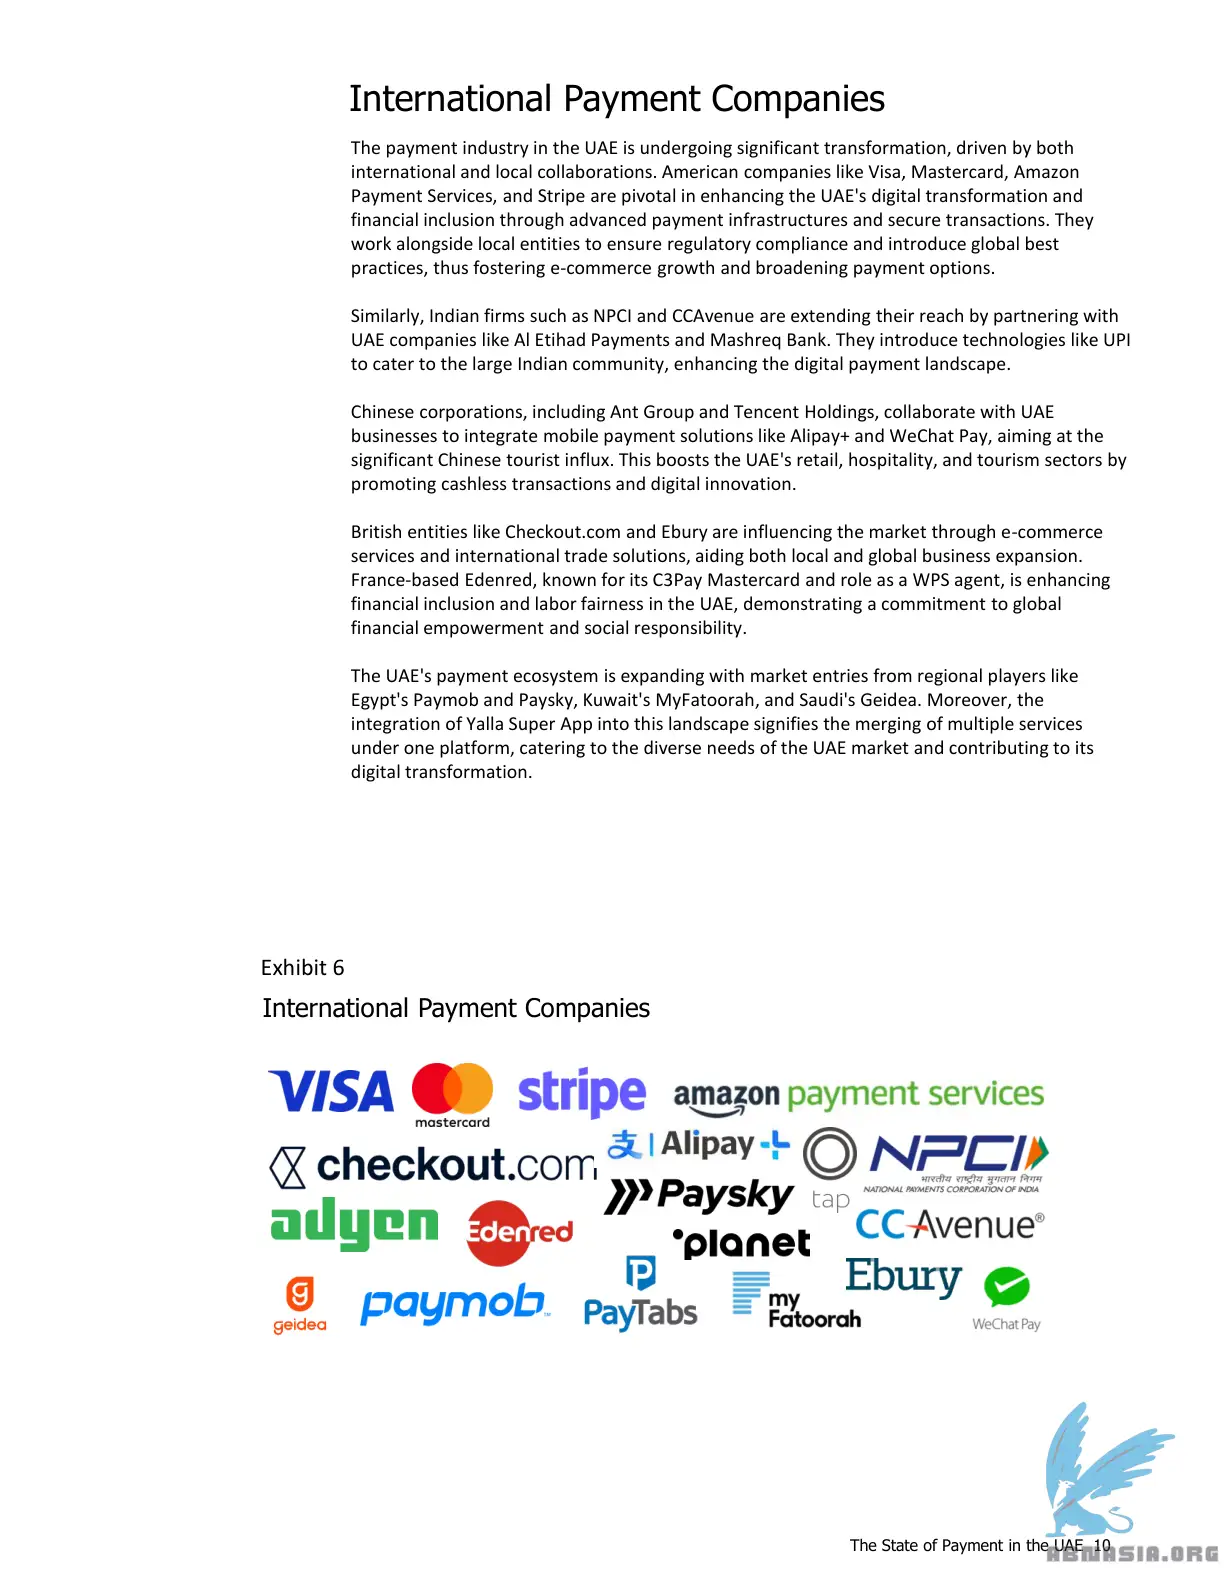 International Payment Companies
The payment industry in the UAE is undergoing significant transformation, driven by both
international and local collaborations. American companies like Visa, Mastercard, Amazon
Payment Services, and Stripe are pivotal in enhancing the UAE's digital transformation and
financial inclusion through advanced payment infrastructures and secure transactions. They
work alongside local entities to ensure regulatory compliance and introduce global best
practices, thus fostering e-commerce growth and broadening payment options.
Similarly, Indian firms such as NPCI and CCAvenue are extending their reach by partnering with
UAE companies like Al Etihad Payments and Mashreq Bank. They introduce technologies like UPI
to cater to the large Indian community, enhancing the digital payment landscape.
Chinese corporations, including Ant Group and Tencent Holdings, collaborate with UAE
businesses to integrate mobile payment solutions like Alipay+ and WeChat Pay, aiming at the
significant Chinese tourist influx. This boosts the UAE's retail, hospitality, and tourism sectors by
promoting cashless transactions and digital innovation.
British entities like Checkout.com and Ebury are influencing the market through e-commerce
services and international trade solutions, aiding both local and global business expansion.
France-based Edenred, known for its C3Pay Mastercard and role as a WPS agent, is enhancing
financial inclusion and labor fairness in the UAE, demonstrating a commitment to global
financial empowerment and social responsibility.
The UAE's payment ecosystem is expanding with market entries from regional players like
Egypt's Paymob and Paysky, Kuwait's MyFatoorah, and Saudi's Geidea. Moreover, the
integration of Yalla Super App into this landscape signifies the merging of multiple services
under one platform, catering to the diverse needs of the UAE market and contributing to its
digital transformation.
Exhibit 6
International Payment Companies
VISA
mastercard
stripe
amazon payment services
checkout.com
支 | Alipay+
tap
NPCI
भारतीय राष्ट्रीय भुगतान निगम
NATIONAL PAYMENTS CORPORATION OF INDIA
Paysky
adyen
Edenred
planet
CCAvenue®
geidea
paymob™
P
PayTabs
my
Fatoorah
Ebury
WeChat Pay
The State of Payment in the UAE 10
ABNASIA.ORG